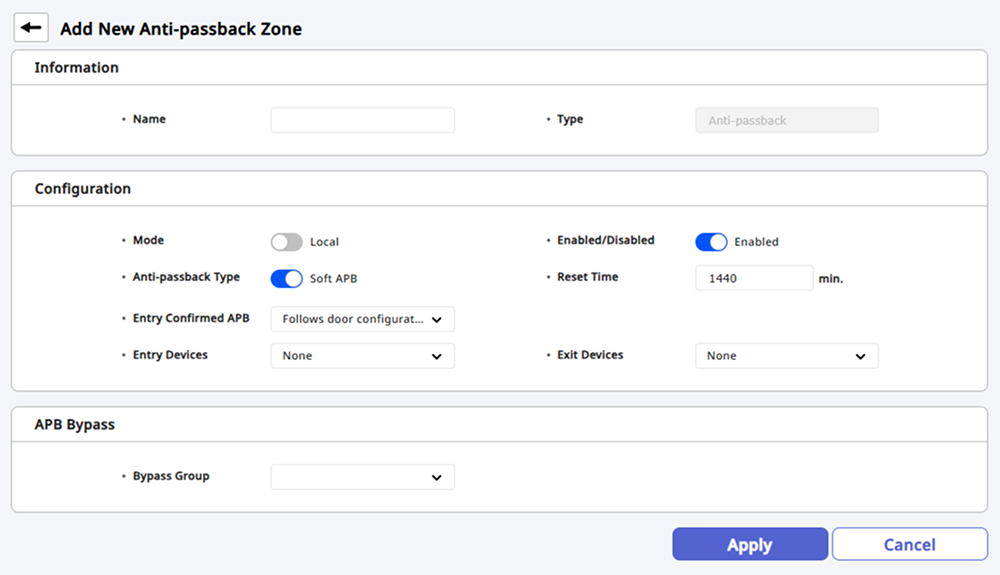 Add New Anti-passback Zone
Information
• Name
• Type Anti-passback
Configuration
• Mode Local
• Enabled/Disabled Enabled
• Anti-passback Type Soft APB
• Reset Time 1440 min.
• Entry Confirmed APB Follows door configurat...
• Entry Devices None
• Exit Devices None
APB Bypass
• Bypass Group
Apply
Cancel